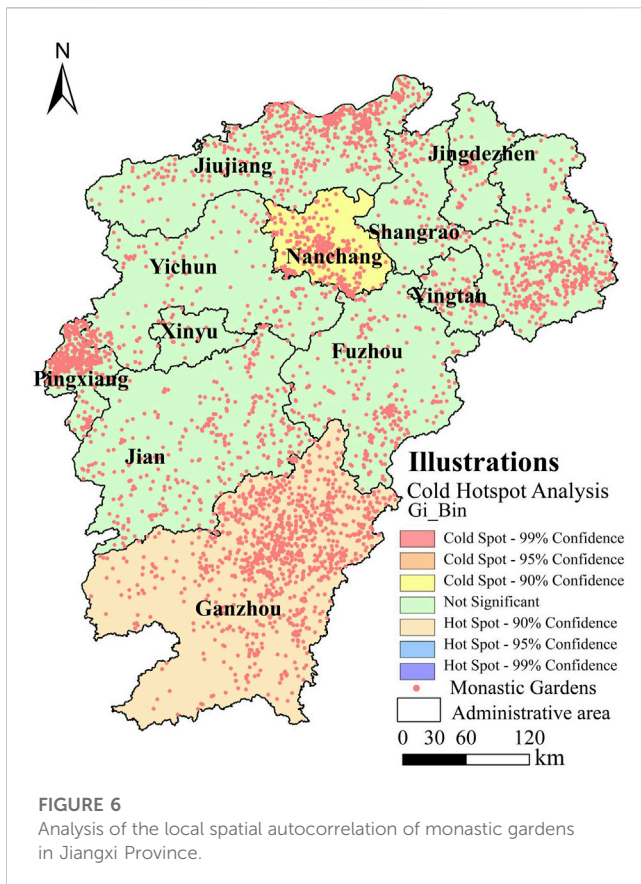 N
Jiujiang
Jingdezhen
Shangrao
Nanchang
Yichun
Yingtan
Xinyu
Fuzhou
Pingxiang
Jian
Ganzhou
Illustrations
Cold Hotspot Analysis
Gi_Bin
Cold Spot - 99% Confidence
Cold Spot - 95% Confidence
Cold Spot - 90% Confidence
Not Significant
Hot Spot - 90% Confidence
Hot Spot - 95% Confidence
Hot Spot - 99% Confidence
Monastic Gardens
Administrative area
0 30 60 120
km
FIGURE 6
Analysis of the local spatial autocorrelation of monastic gardens
in Jiangxi Province.